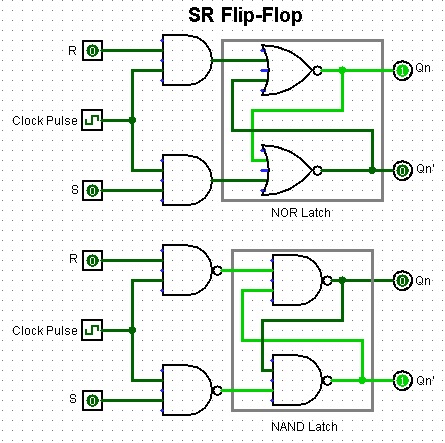 SR Flip-Flop
R 0
1 Qn
Clock Pulse
0 Qn'
S 0
NOR Latch
R 0
0 Qn
Clock Pulse
1 Qn'
S 0
NAND Latch